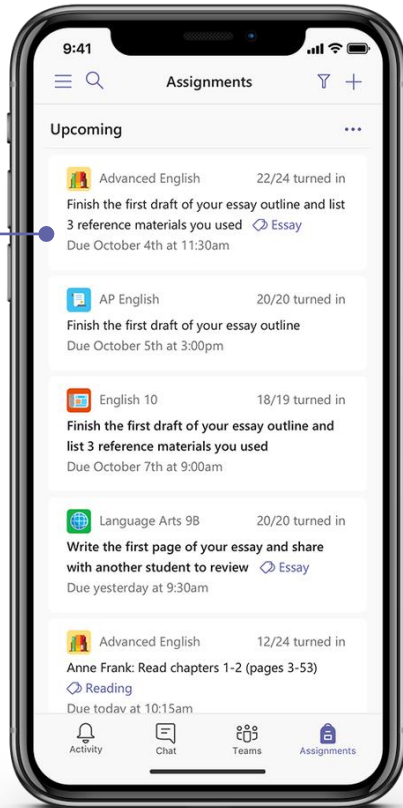 9:41
Assignments
Upcoming
Advanced English 22/24 turned in
Finish the first draft of your essay outline and list
3 reference materials you used Essay
Due October 4th at 11:30am
AP English 20/20 turned in
Finish the first draft of your essay outline
Due October 5th at 3:00pm
English 10 18/19 turned in
Finish the first draft of your essay outline and
list 3 reference materials you used
Due October 7th at 9:00am
Language Arts 9B 20/20 turned in
Write the first page of your essay and share
with another student to review Essay
Due yesterday at 9:30am
Advanced English 12/24 turned in
Anne Frank: Read chapters 1-2 (pages 3-53)
Reading
Due today at 10:15am
Activity Chat Teams Assignments